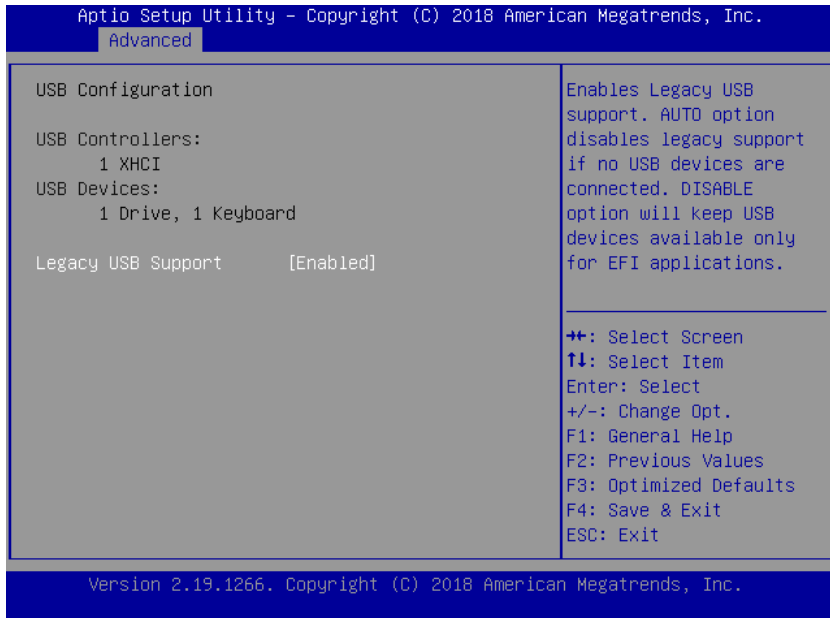 Aptio Setup Utility – Copyright (C) 2018 American Megatrends, Inc.
Advanced
USB Configuration
USB Controllers:
1 XHCI
USB Devices:
1 Drive, 1 Keyboard
Legacy USB Support [Enabled]
Enables Legacy USB
support. AUTO option
disables legacy support
if no USB devices are
connected. DISABLE
option will keep USB
devices available only
for EFI applications.
→←: Select Screen
↑↓: Select Item
Enter: Select
+/-: Change Opt.
F1: General Help
F2: Previous Values
F3: Optimized Defaults
F4: Save & Exit
ESC: Exit
Version 2.19.1266. Copyright (C) 2018 American Megatrends, Inc.